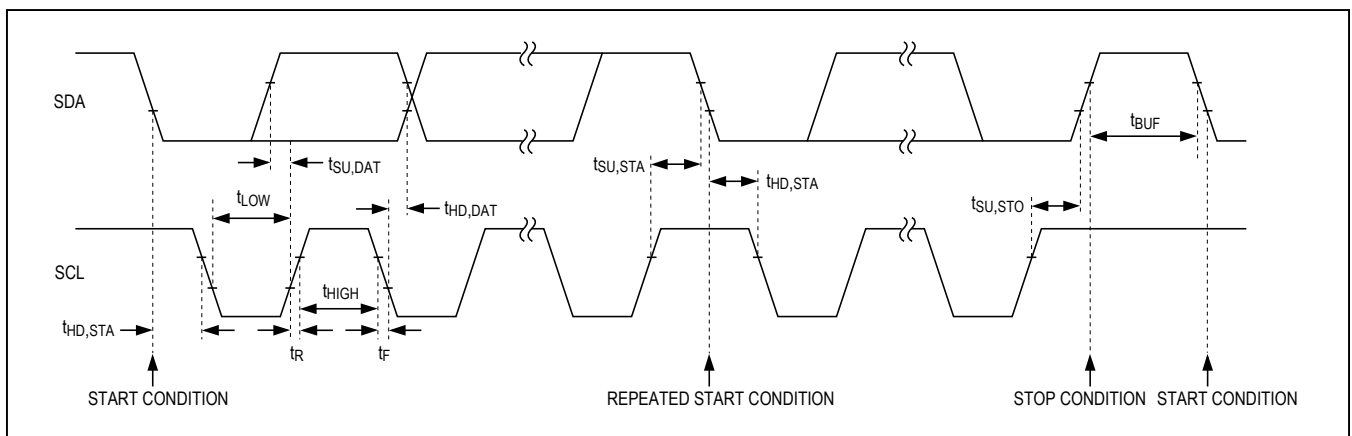 SDA
tBUF
tSU,DAT
tSU,STA
tHD,STA
tLOW
tHD,DAT
tSU,STO
SCL
tHIGH
tHD,STA
tR
tF
START CONDITION
REPEATED START CONDITION
STOP CONDITION
START CONDITION